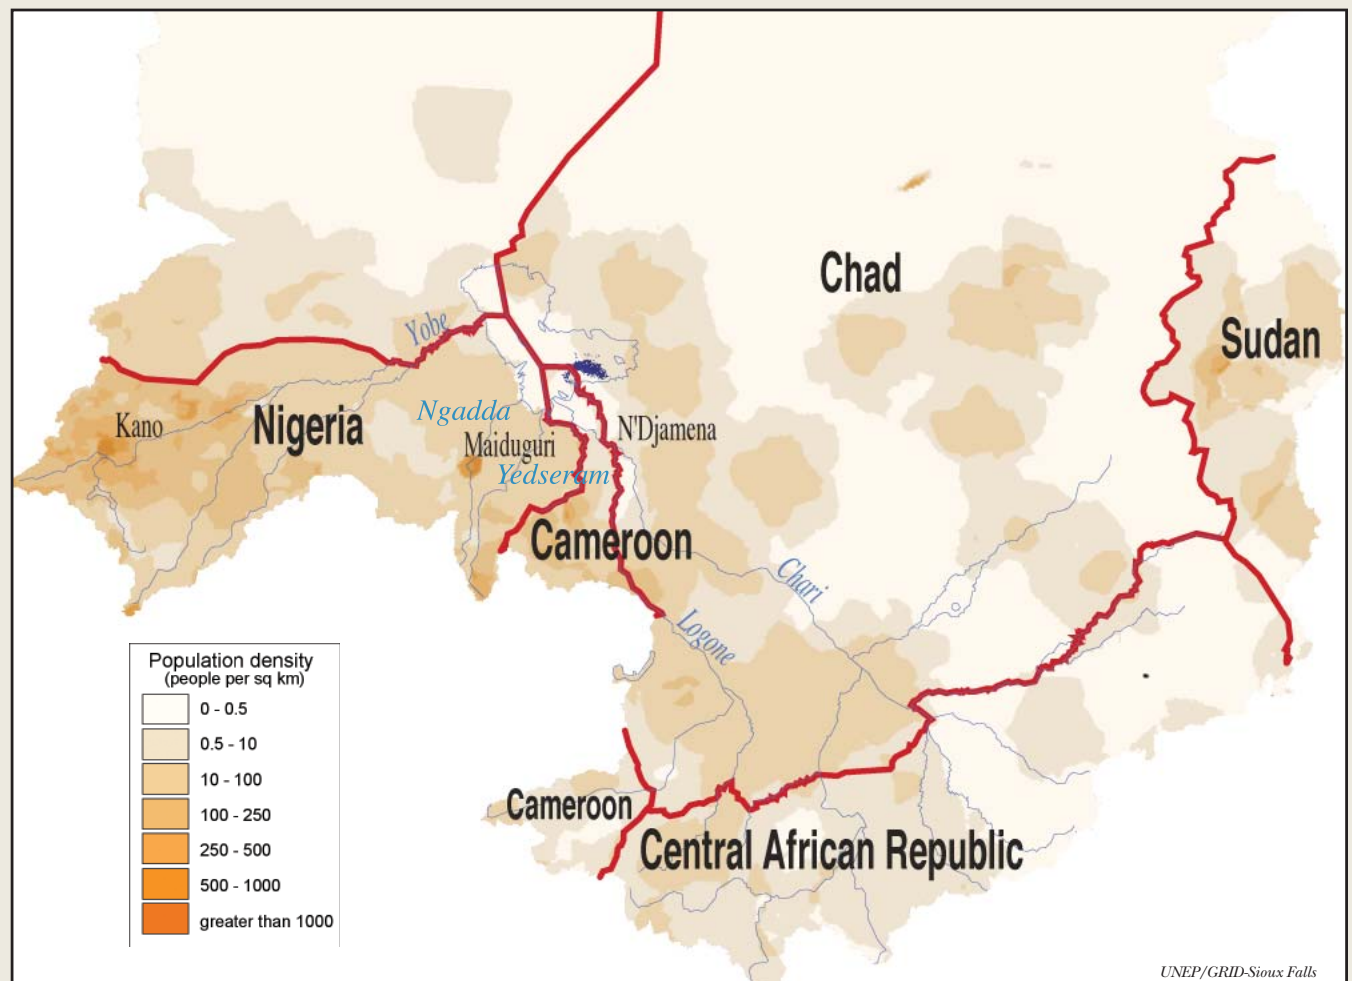 Chad
Sudan
Yobe
Ngadda
Kano
Nigeria
N'Djamena
Maiduguri
Yedseram
Cameroon
Chari
Logone
Population density
(people per sq km)
0 - 0.5
0.5 - 10
10 - 100
100 - 250
250 - 500
500 - 1000
greater than 1000
Cameroon
Central African Republic
UNEP/GRID-Sioux Falls